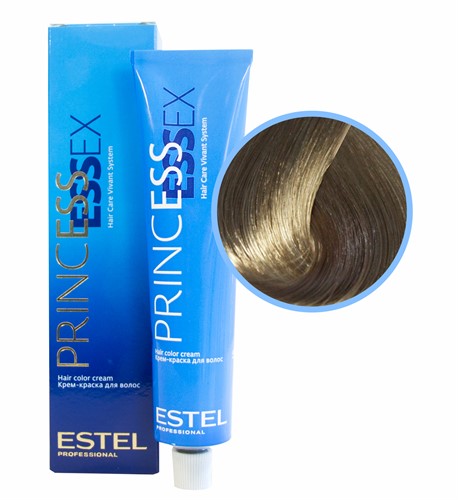 PRINCESS
ESSEX
Hair Care Vivant System
Hair color cream
Крем-краска для волос
ESTEL
PROFESSIONAL
PRINCESS
ESSEX
Hair Care Vivant System
Hair color cream
Крем-краска для волос
ESTEL
PROFESSIONAL